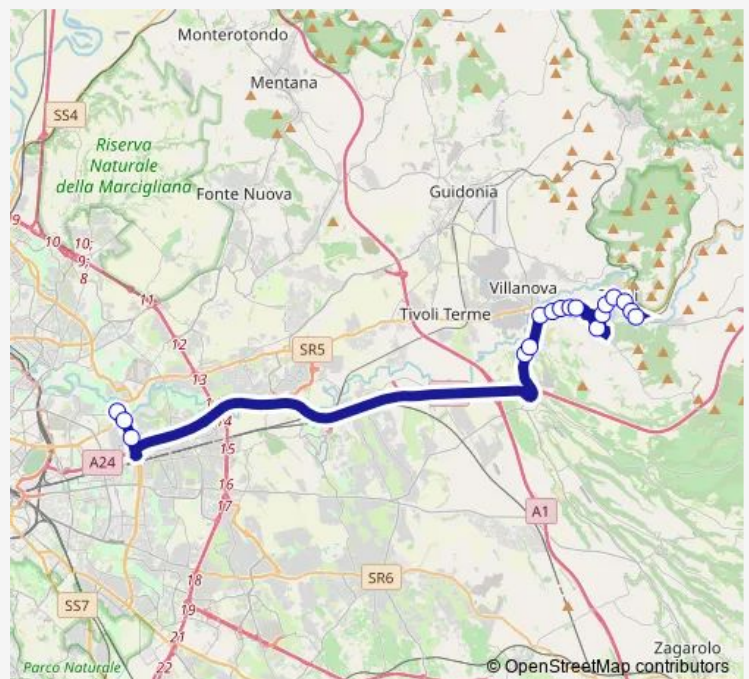 Monterotondo
Mentana
SS4
Riserva
Naturale
della Marcigliana
Fonte Nuova
Guidonia
9
10
10;
9;
8
11
Villanova
Tivoli Terme
12
SR5
13
14
A24
15
16
17
A1
18
SR6
19
SS7
21
22
Zagarolo
Parco Naturale
© OpenStreetMap contributors